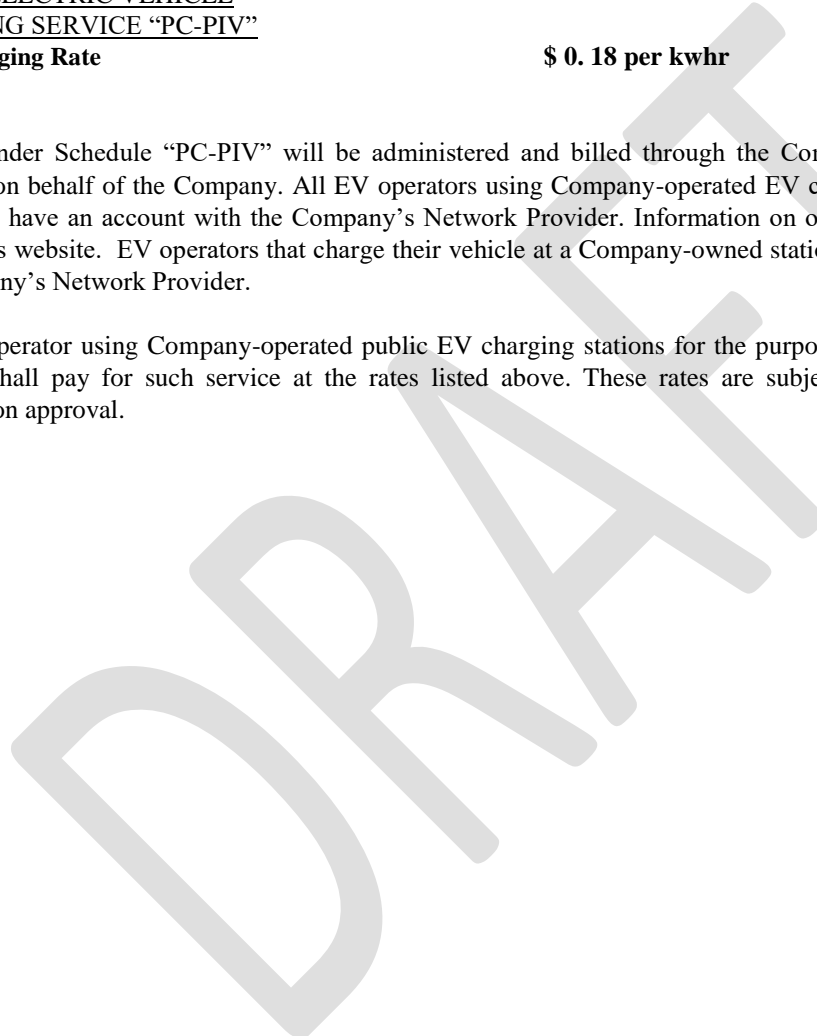 ELECTRIC VEHICLE
NG SERVICE “PC-PIV”
ging Rate $ 0. 18 per kwhr
nder Schedule “PC-PIV” will be administered and billed through the Con
on behalf of the Company. All EV operators using Company-operated EV c
have an account with the Company’s Network Provider. Information on o
s website. EV operators that charge their vehicle at a Company-owned static
ny’s Network Provider.
perator using Company-operated public EV charging stations for the purpo
hall pay for such service at the rates listed above. These rates are subje
on approval.
DRAFT